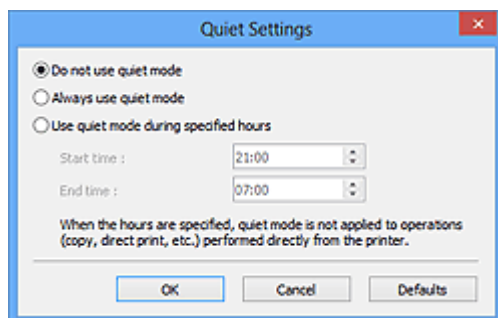 Quiet Settings
Do not use quiet mode
Always use quiet mode
Use quiet mode during specified hours
Start time : 21:00
End time : 07:00
When the hours are specified, quiet mode is not applied to operations
(copy, direct print, etc.) performed directly from the printer.
OK Cancel Defaults